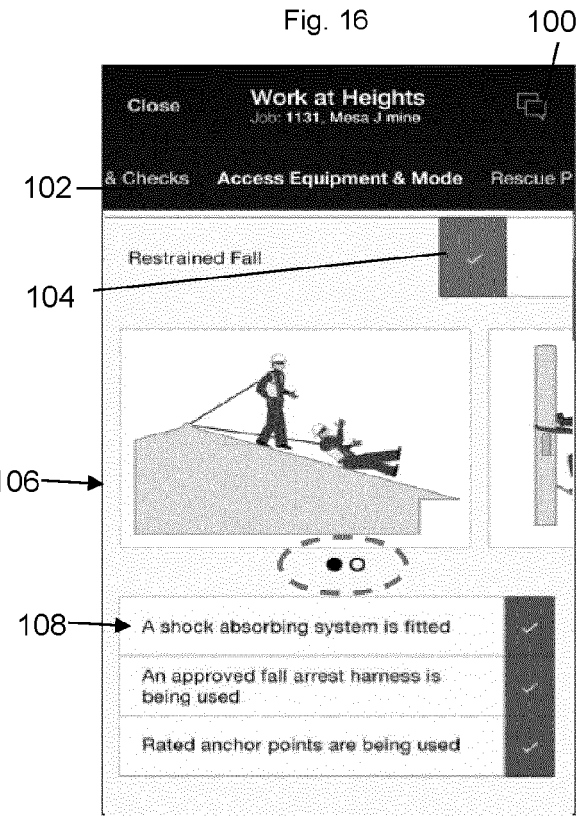 Fig. 16
100
Close
Work at Heights
Job: 1131, Mesa J mine
102
& Checks Access Equipment & Mode Rescue P
Restrained Fall
104
106
108
A shock absorbing system is fitted
An approved fall arrest harness is
being used
Rated anchor points are being used